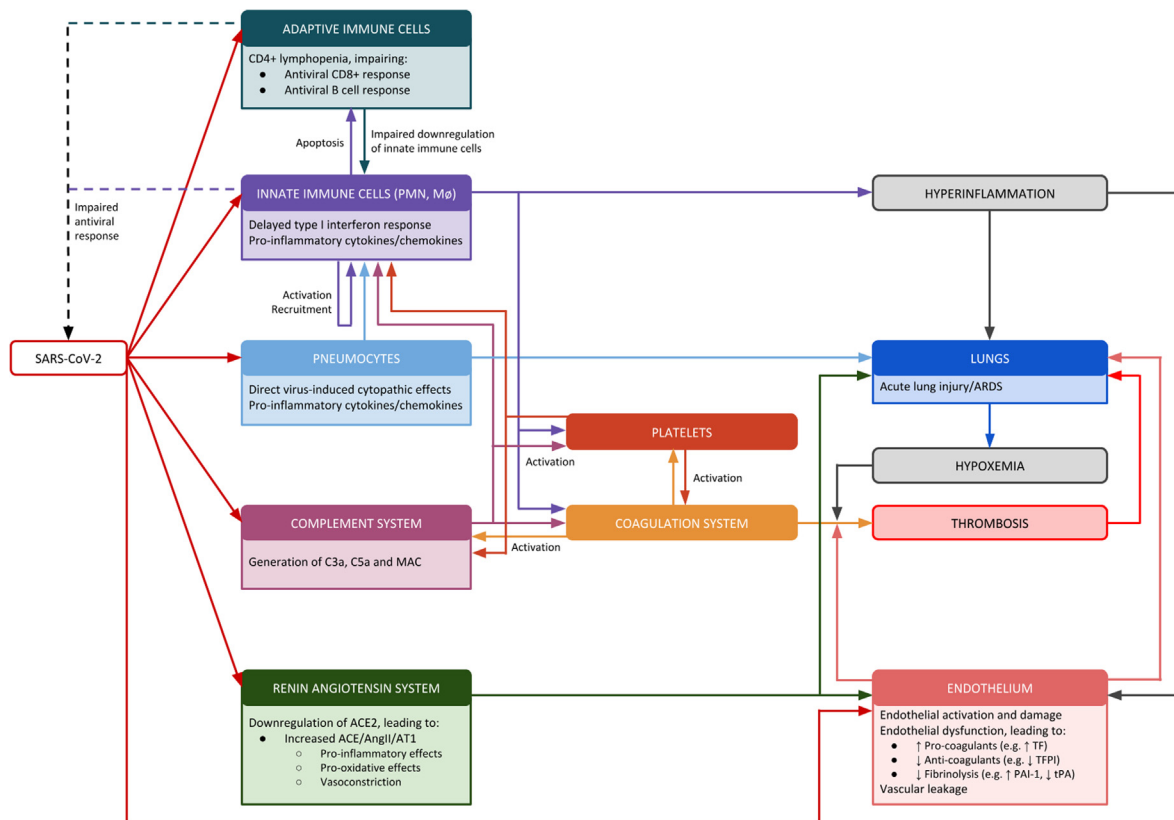 ADAPTIVE IMMUNE CELLS
CD4+ lymphopenia, impairing:
● Antiviral CD8+ response
● Antiviral B cell response
Apoptosis
Impaired downregulation
of innate immune cells
INNATE IMMUNE CELLS (PMN, Mø)
Delayed type I interferon response
Pro-inflammatory cytokines/chemokines
HYPERINFLAMMATION
Impaired
antiviral
response
Activation
Recruitment
SARS-CoV-2
PNEUMOCYTES
Direct virus-induced cytopathic effects
Pro-inflammatory cytokines/chemokines
LUNGS
Acute lung injury/ARDS
PLATELETS
Activation
Activation
HYPOXEMIA
COMPLEMENT SYSTEM
Generation of C3a, C5a and MAC
COAGULATION SYSTEM
Activation
THROMBOSIS
RENIN ANGIOTENSIN SYSTEM
Downregulation of ACE2, leading to:
● Increased ACE/AngII/AT1
○ Pro-inflammatory effects
○ Pro-oxidative effects
○ Vasoconstriction
ENDOTHELIUM
Endothelial activation and damage
Endothelial dysfunction, leading to:
● ↑ Pro-coagulants (e.g. ↑ TF)
● ↓ Anti-coagulants (e.g. ↓ TFPI)
● ↓ Fibrinolysis (e.g. ↑ PAI-1, ↓ tPA)
Vascular leakage